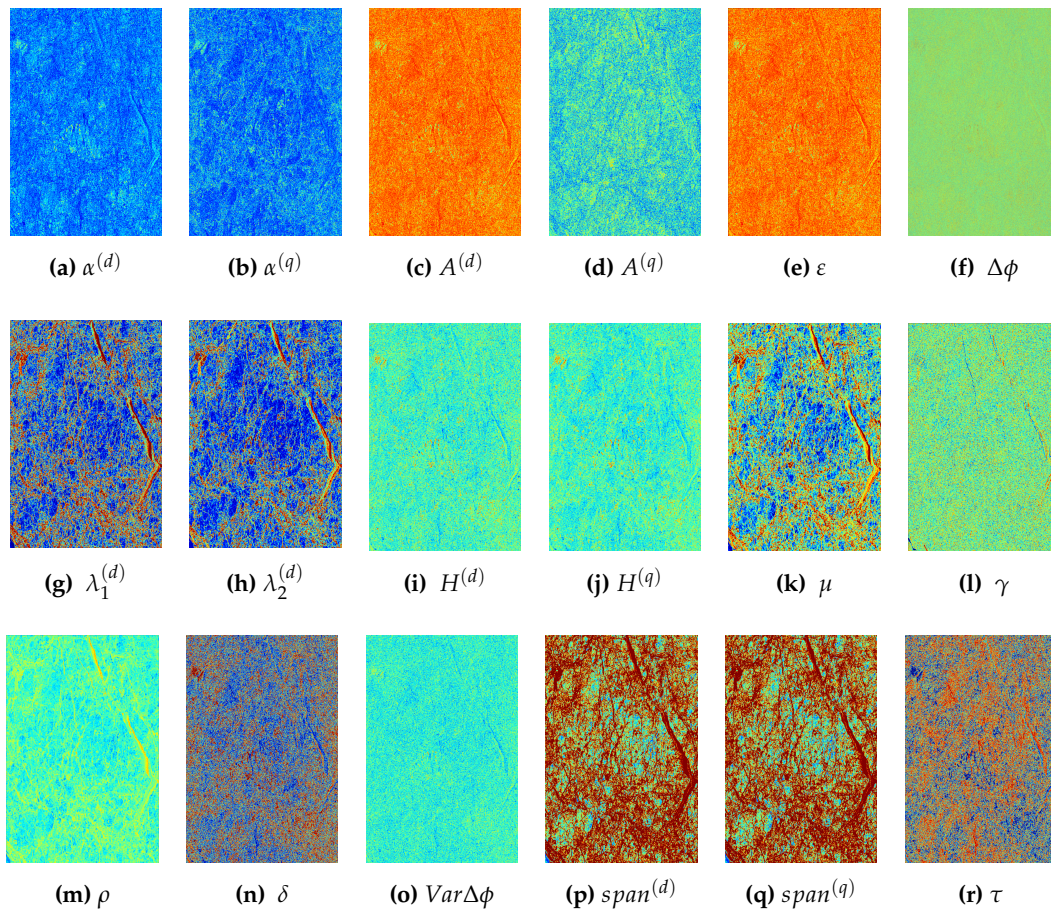 (a) α^(d) (b) α^(q) (c) A^(d) (d) A^(q) (e) ε (f) Δϕ
(g) λ_1^(d) (h) λ_2^(d) (i) H^(d) (j) H^(q) (k) μ (l) γ
(m) ρ (n) δ (o) VarΔϕ (p) span^(d) (q) span^(q) (r) τ